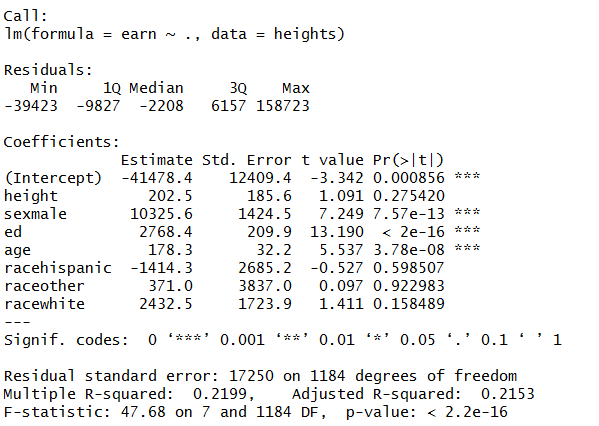 Call:
lm(formula = earn ~ ., data = heights)
Residuals:
Min 1Q Median 3Q Max
-39423 -9827 -2208 6157 158723
Coefficients:
Estimate Std. Error t value Pr(>|t|)
(Intercept) -41478.4 12409.4 -3.342 0.000856 ***
height 202.5 185.6 1.091 0.275420
sexmale 10325.6 1424.5 7.249 7.57e-13 ***
ed 2768.4 209.9 13.190 < 2e-16 ***
age 178.3 32.2 5.537 3.78e-08 ***
racehispanic -1414.3 2685.2 -0.527 0.598507
raceother 371.0 3837.0 0.097 0.922983
racewhite 2432.5 1723.9 1.411 0.158489
---
Signif. codes: 0 ‘***’ 0.001 ‘**’ 0.01 ‘*’ 0.05 ‘.’ 0.1 ‘ ’ 1
Residual standard error: 17250 on 1184 degrees of freedom
Multiple R-squared: 0.2199, Adjusted R-squared: 0.2153
F-statistic: 47.68 on 7 and 1184 DF, p-value: < 2.2e-16